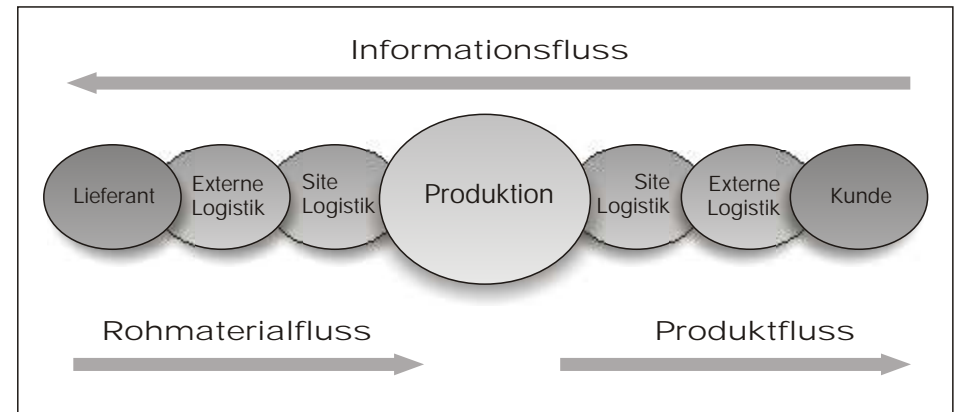 Informationsfluss
Lieferant
Externe
Logistik
Site
Logistik
Produktion
Site
Logistik
Externe
Logistik
Kunde
Rohmaterialfluss
Produktfluss